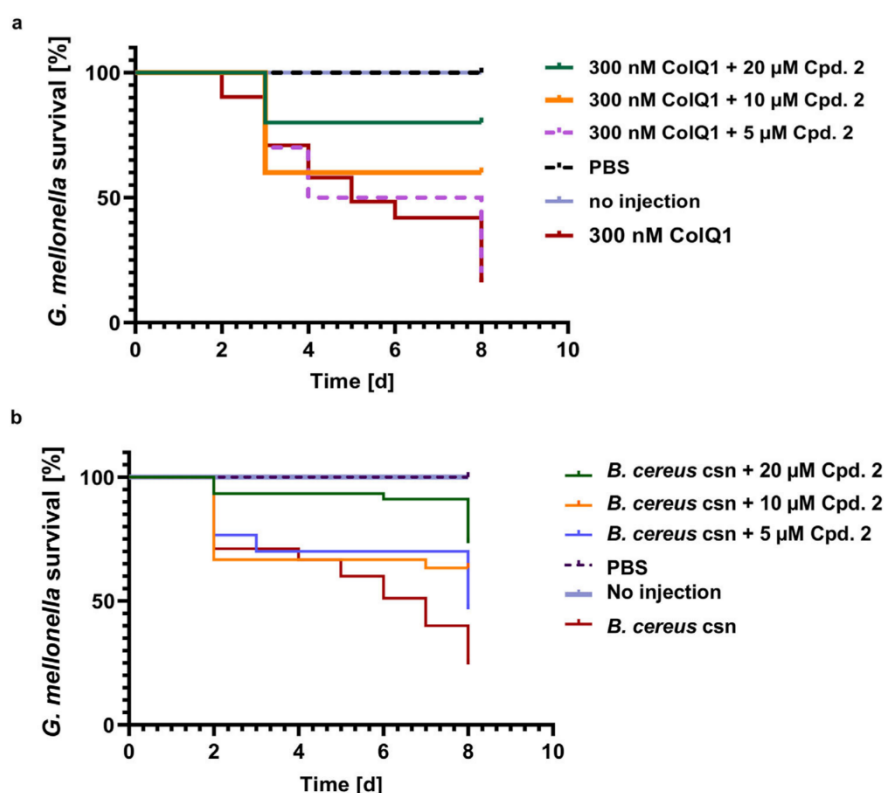 a
G. mellonella survival [%]
100
50
0
0 2 4 6 8 10
Time [d]
300 nM ColQ1 + 20 µM Cpd. 2
300 nM ColQ1 + 10 µM Cpd. 2
300 nM ColQ1 + 5 µM Cpd. 2
PBS
no injection
300 nM ColQ1
b
G. mellonella survival [%]
100
50
0
0 2 4 6 8 10
Time [d]
B. cereus csn + 20 µM Cpd. 2
B. cereus csn + 10 µM Cpd. 2
B. cereus csn + 5 µM Cpd. 2
PBS
No injection
B. cereus csn